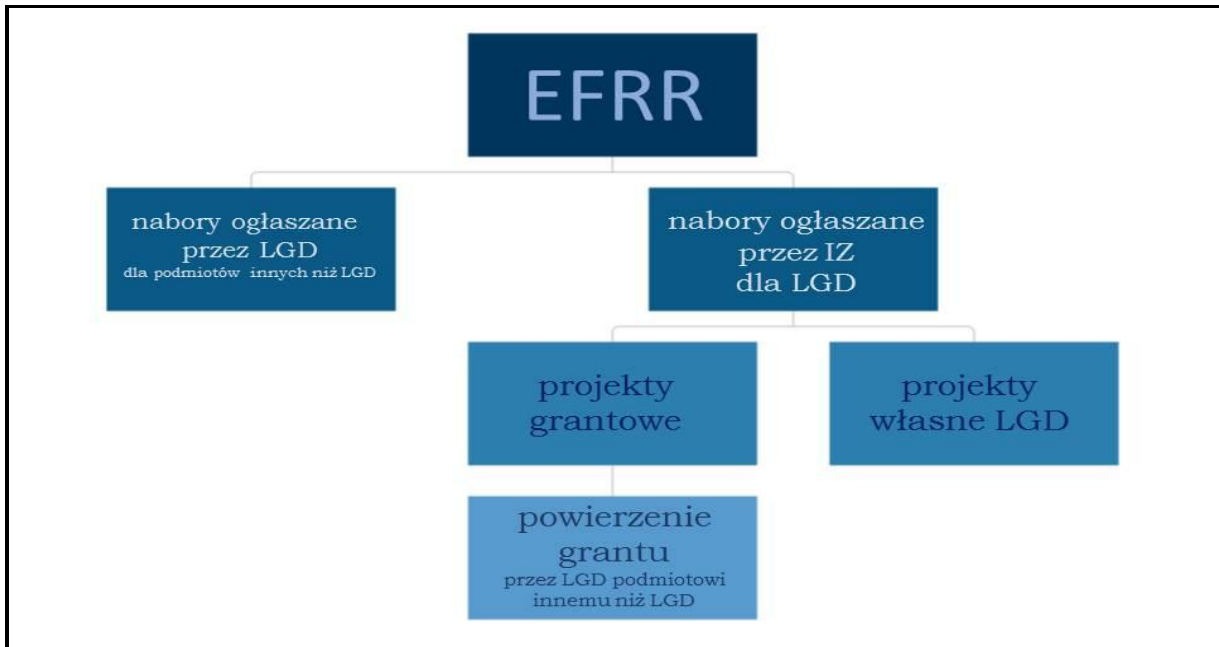 EFRR
nabory ogłaszane
przez LGD
dla podmiotów innych niż LGD
nabory ogłaszane
przez IZ
dla LGD
projekty
grantowe
projekty
własne LGD
powierzenie
grantu
przez LGD podmiotowi
innemu niż LGD